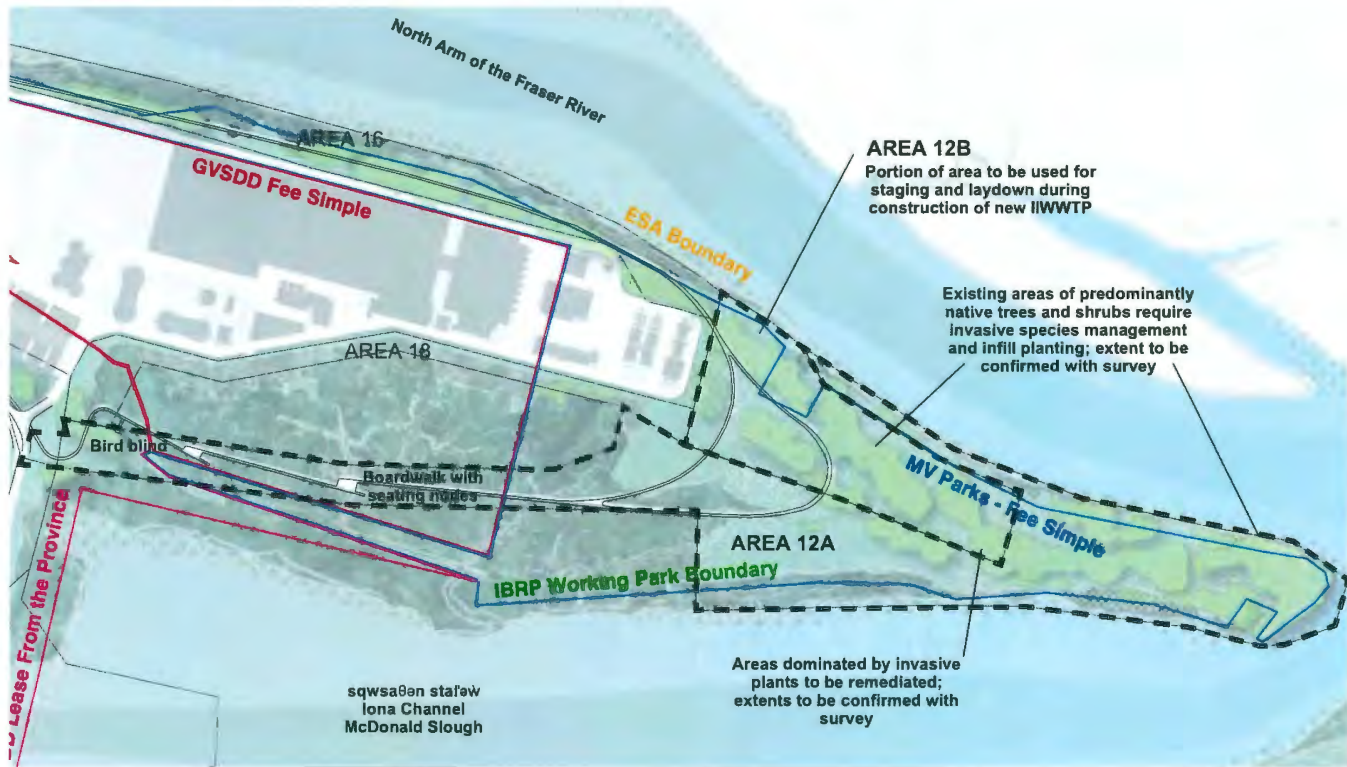 North Arm of the Fraser River
AREA 16
GVSDD Fee Simple
ESA Boundary
AREA 12B
Portion of area to be used for
staging and laydown during
construction of new IIWWTP
Existing areas of predominantly
native trees and shrubs require
invasive species management
and infill planting; extent to be
confirmed with survey
AREA 18
Bird blind
Boardwalk with
seating nodes
MV Parks - Fee Simple
AREA 12A
IBRP Working Park Boundary
Lease From the Province
Areas dominated by invasive
plants to be remediated;
extents to be confirmed with
survey
sqwsaθən stal̓əw̓
Iona Channel
McDonald Slough